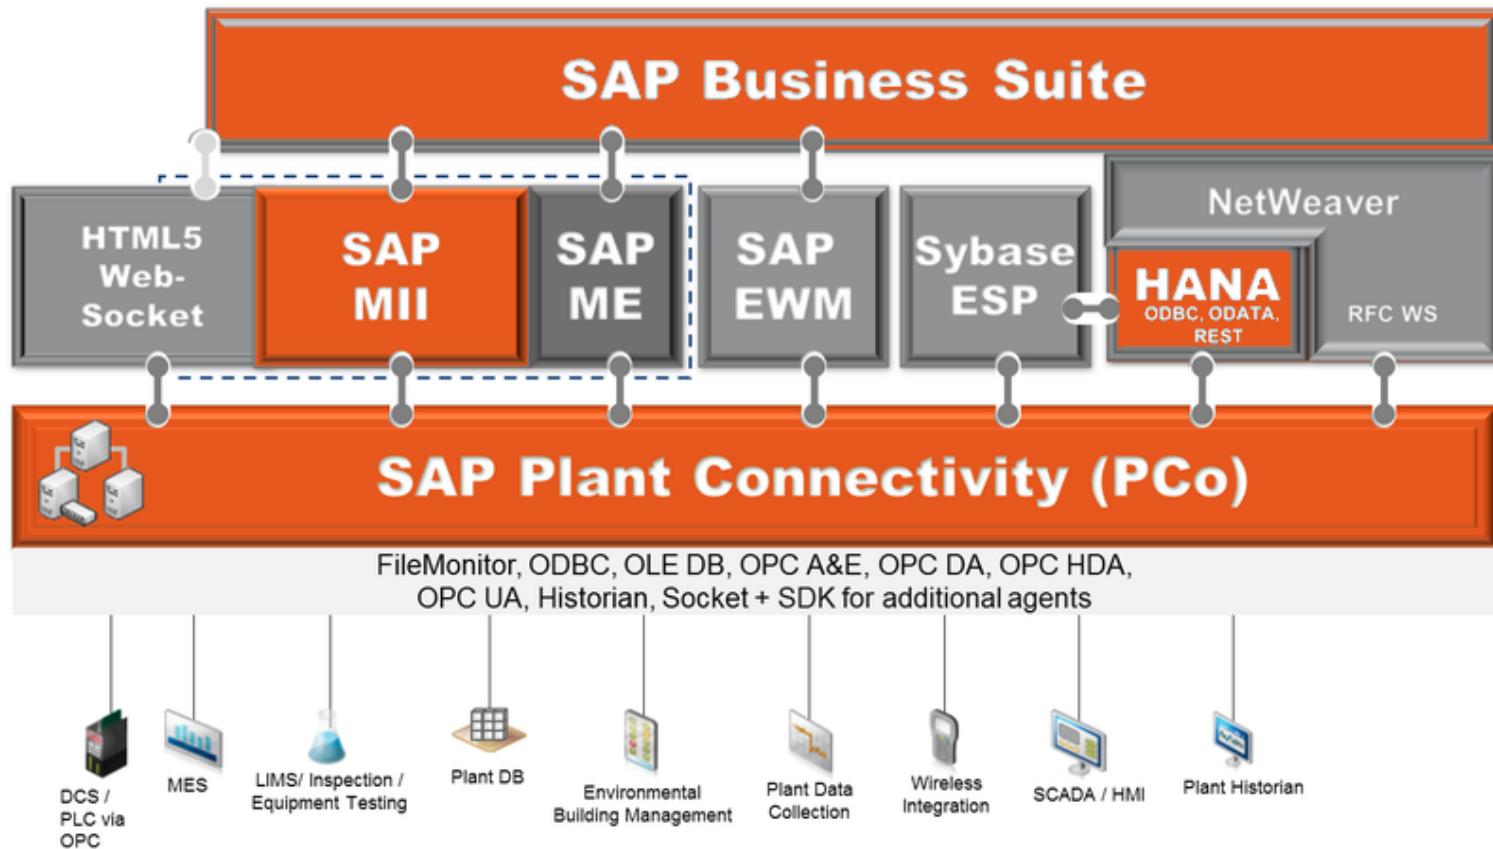 SAP Business Suite
HTML5
Web-
Socket
SAP
MII
SAP
ME
SAP
EWM
Sybase
ESP
NetWeaver
HANA
ODBC, ODATA,
REST
RFC WS
SAP Plant Connectivity (PCo)
FileMonitor, ODBC, OLE DB, OPC A&E, OPC DA, OPC HDA,
OPC UA, Historian, Socket + SDK for additional agents
DCS /
PLC via
OPC
MES
LIMS/ Inspection /
Equipment Testing
Plant DB
Environmental
Building Management
Plant Data
Collection
Wireless
Integration
SCADA / HMI
Plant Historian